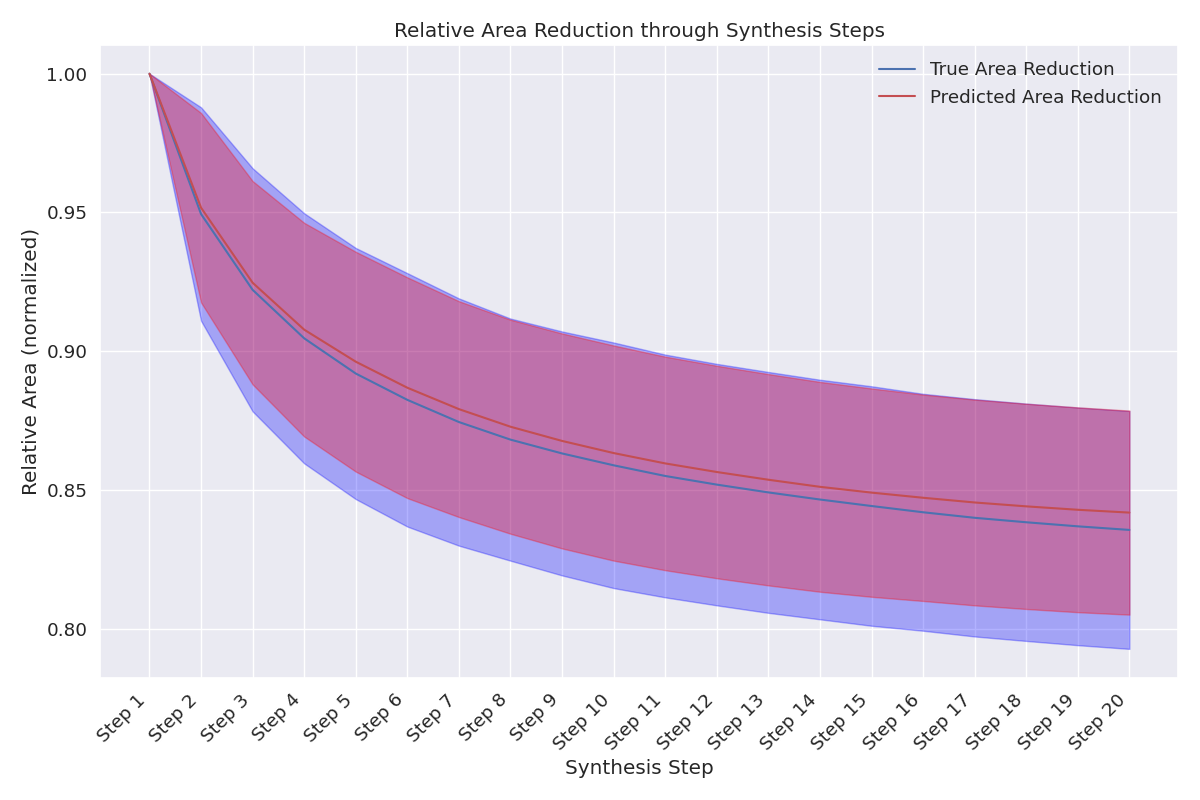 Relative Area Reduction through Synthesis Steps
True Area Reduction
Predicted Area Reduction
Relative Area (normalized)
1.00
0.95
0.90
0.85
0.80
Step 1
Step 2
Step 3
Step 4
Step 5
Step 6
Step 7
Step 8
Step 9
Step 10
Step 11
Step 12
Step 13
Step 14
Step 15
Step 16
Step 17
Step 18
Step 19
Step 20
Synthesis Step